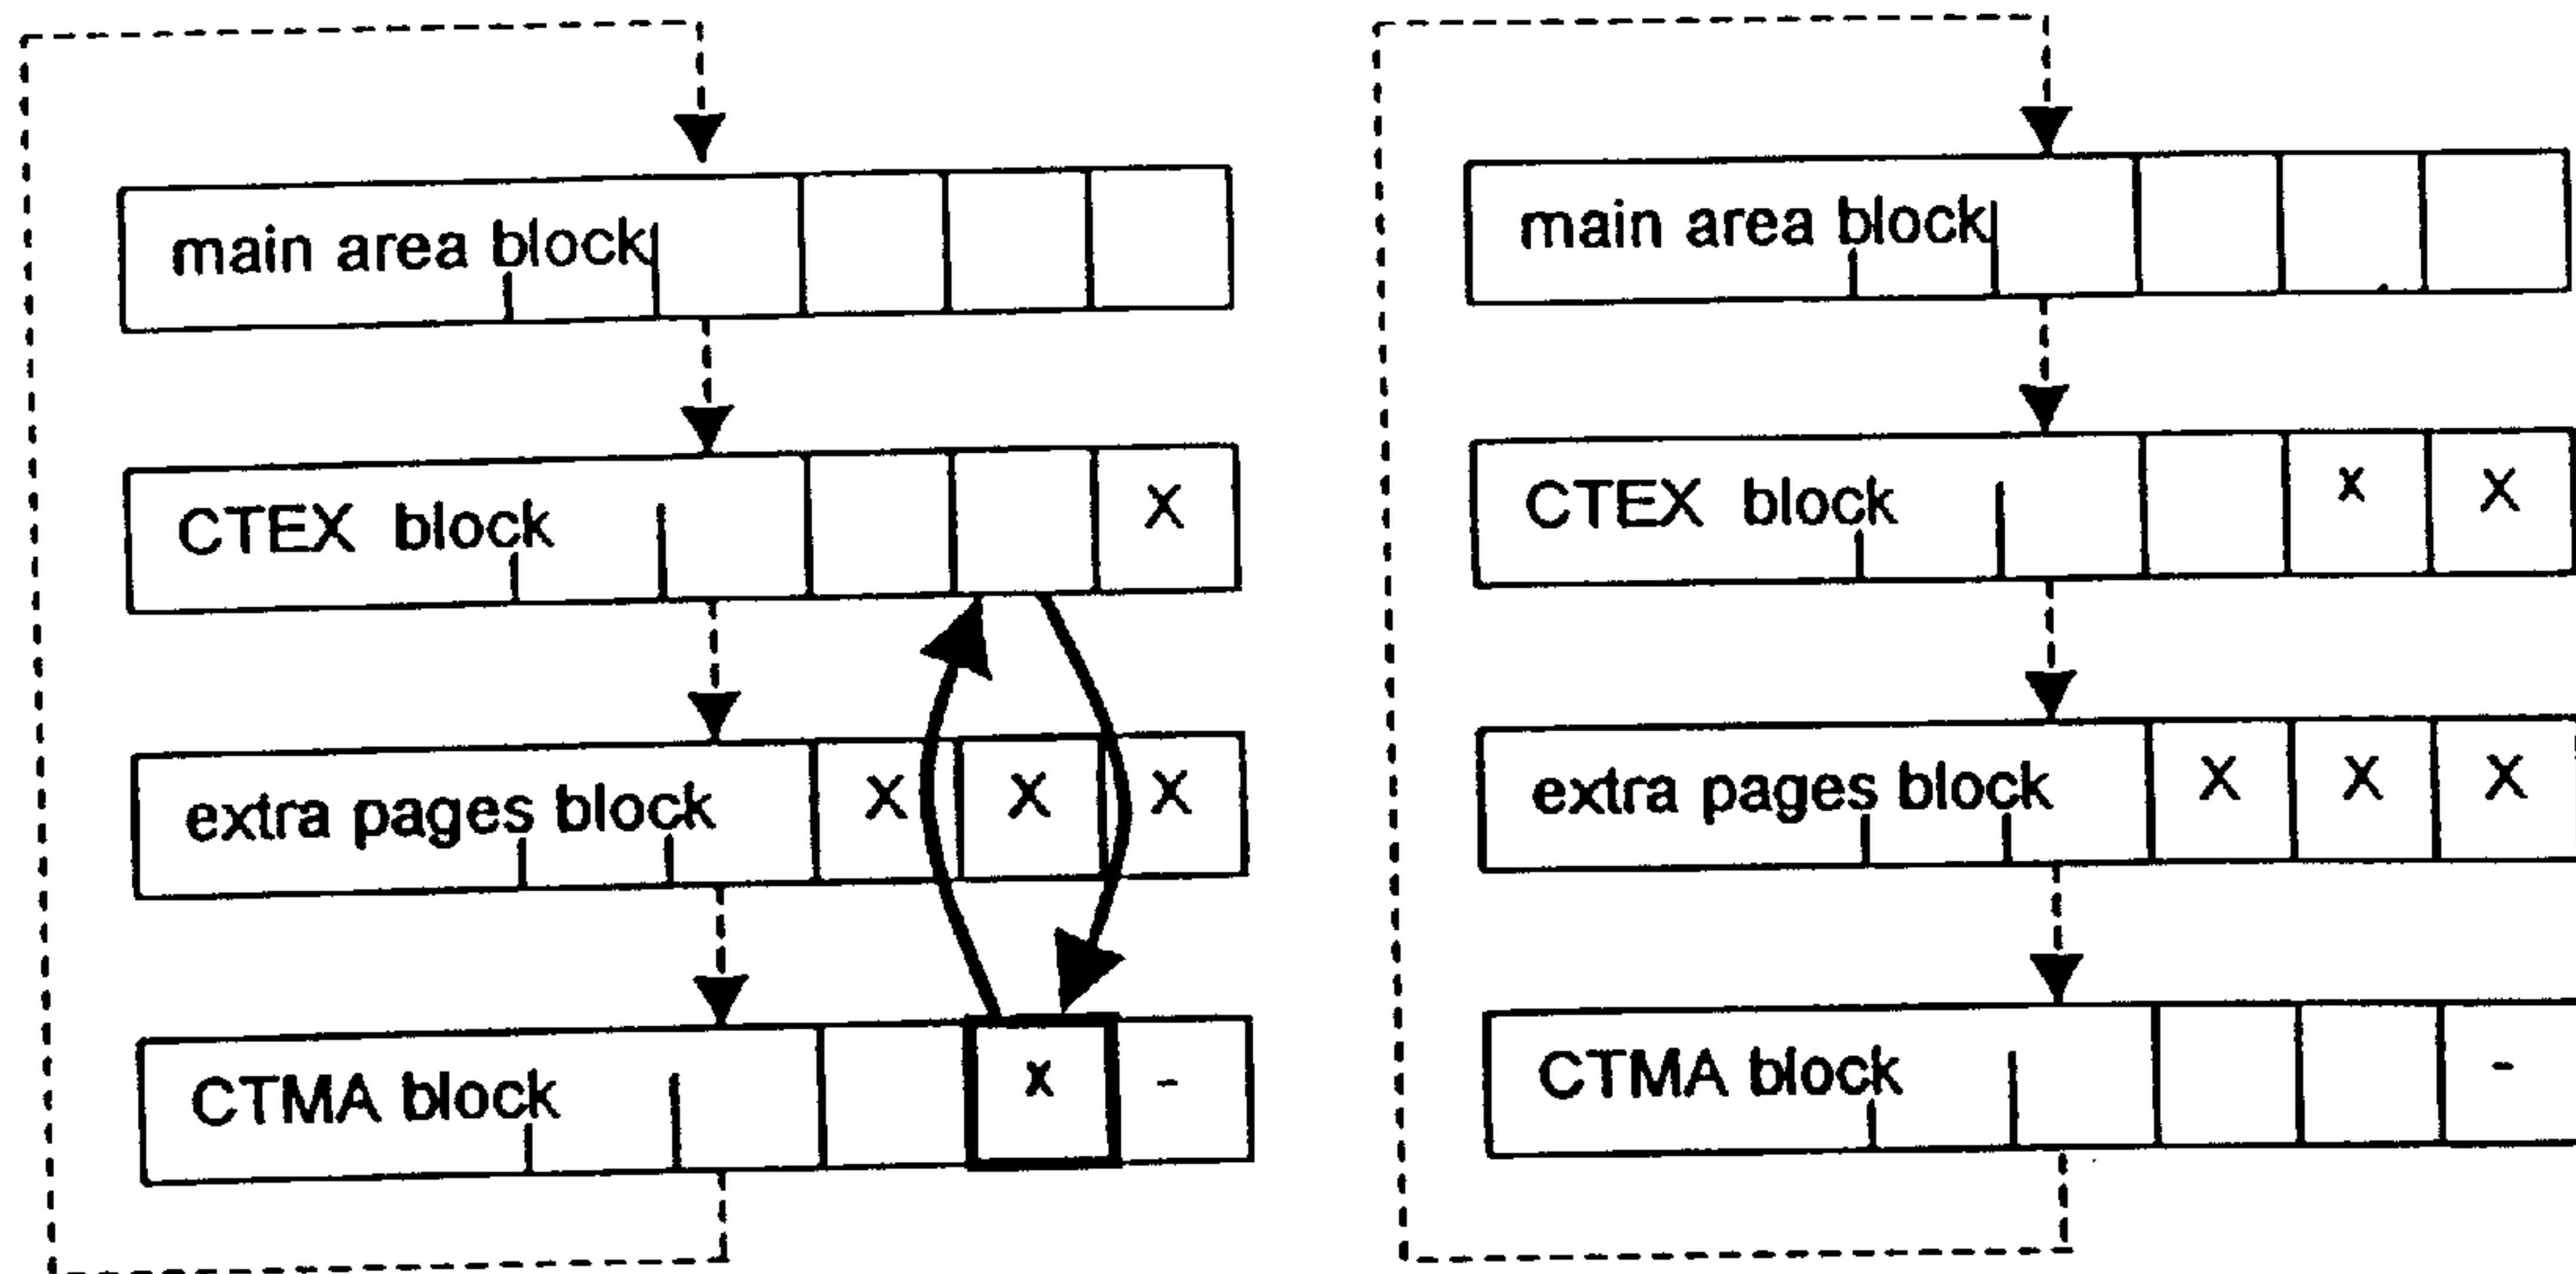 main area block
CTEX block X
extra pages block X X X
CTMA block x -
main area block
CTEX block x X
extra pages block X X X
CTMA block -